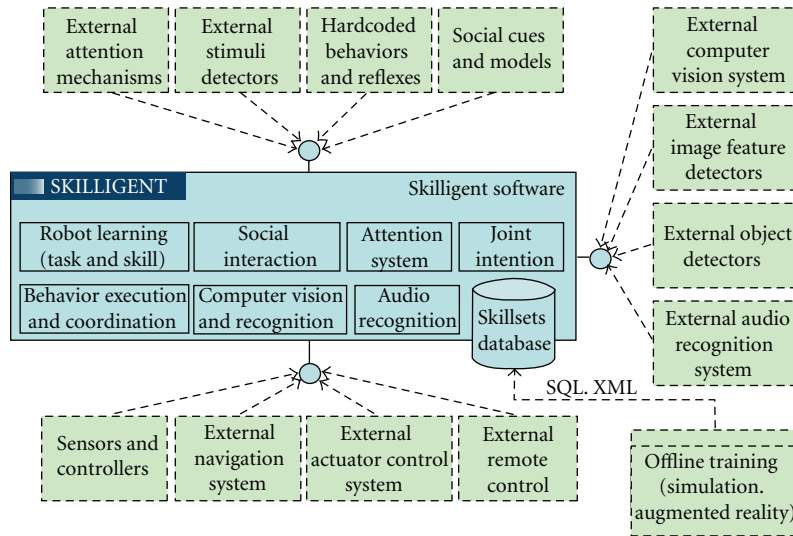 External
attention
mechanisms
External
stimuli
detectors
Hardcoded
behaviors
and reflexes
Social cues
and models
External
computer
vision system
External
image feature
detectors
External object
detectors
External audio
recognition
system
SKILLIGENT
Skilligent software
Robot learning
(task and skill)
Social
interaction
Attention
system
Joint
intention
Behavior execution
and coordination
Computer vision
and recognition
Audio
recognition
Skillsets
database
SQL. XML
Sensors and
controllers
External
navigation
system
External
actuator control
system
External
remote
control
Offline training
(simulation.
augmented reality)